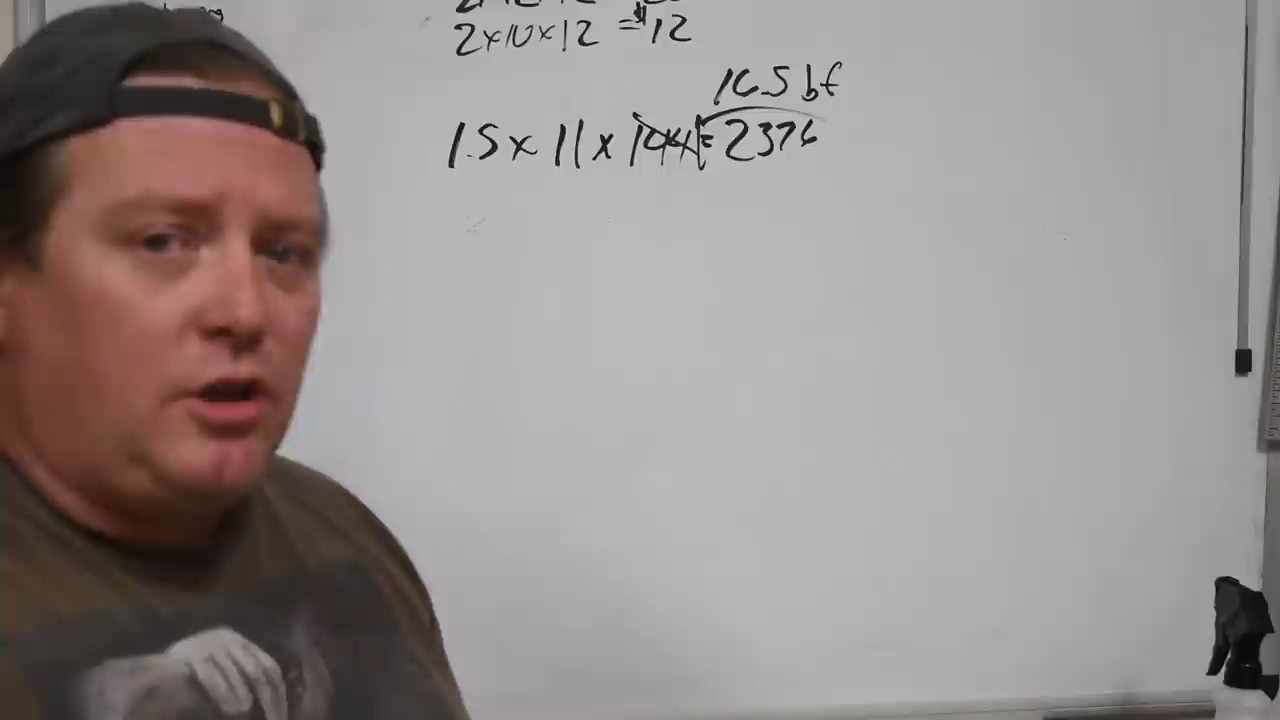 2x10x12 =$12
16.5 bf
1.5 x 11 x 144 = 2376